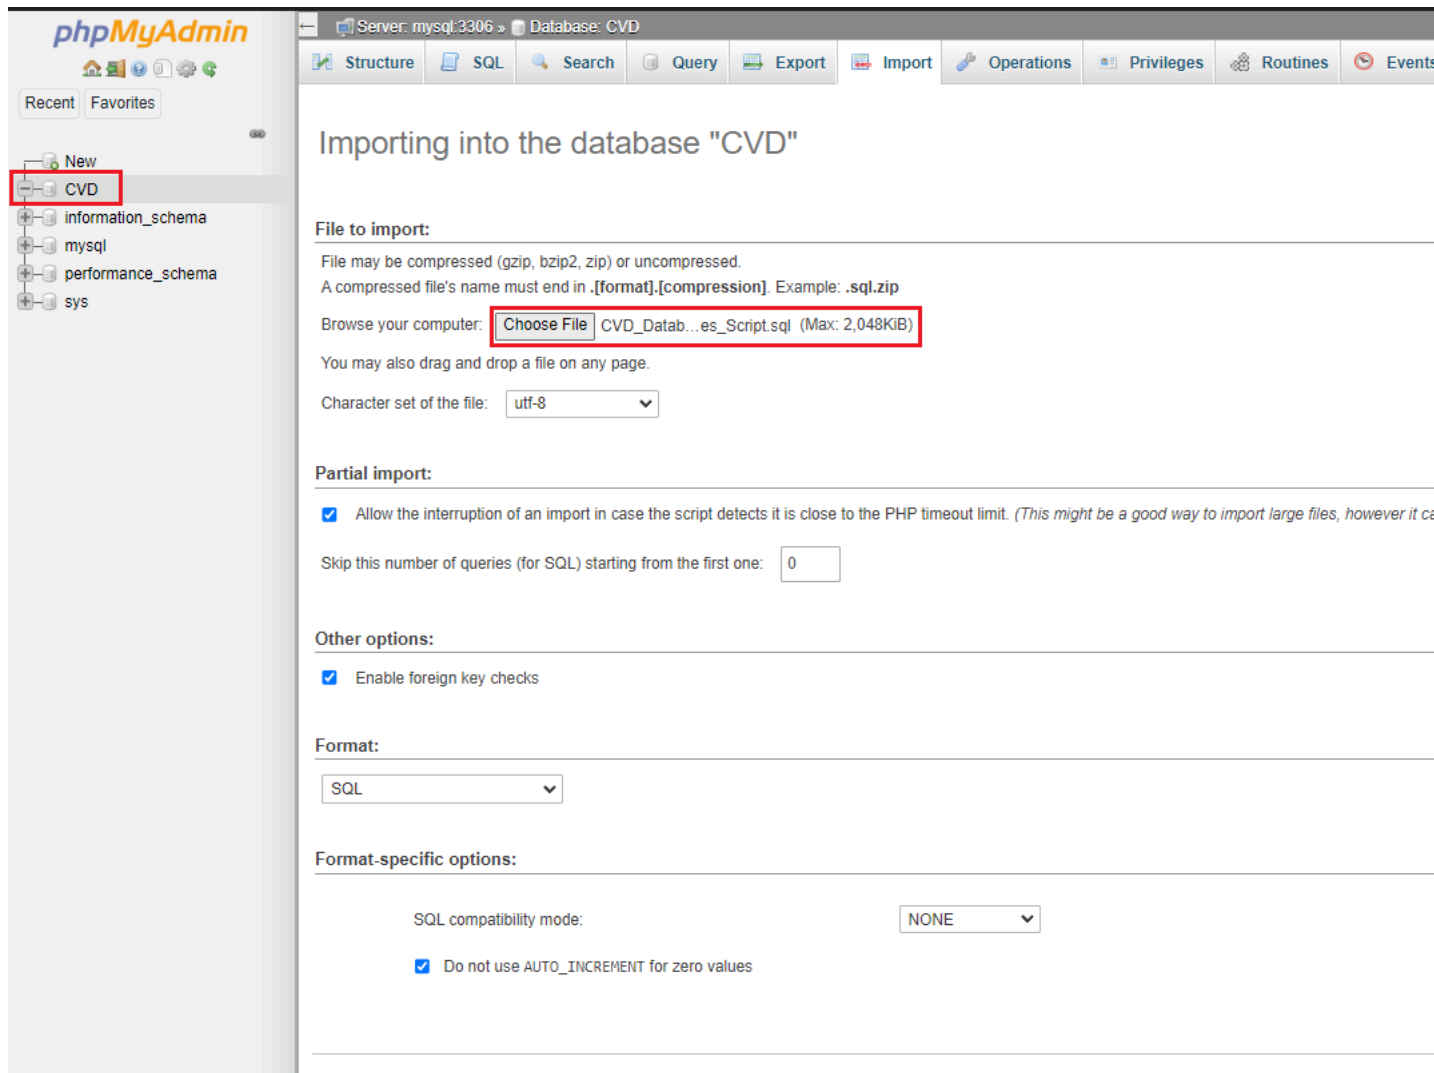 phpMyAdmin
Recent Favorites
New
CVD
information_schema
mysql
performance_schema
sys
Server: mysql:3306 » Database: CVD
Structure SQL Search Query Export Import Operations Privileges Routines Events
Importing into the database "CVD"
File to import:
File may be compressed (gzip, bzip2, zip) or uncompressed.
A compressed file's name must end in .[format].[compression]. Example: .sql.zip
Browse your computer: Choose File CVD_Datab...es_Script.sql (Max: 2,048KiB)
You may also drag and drop a file on any page.
Character set of the file: utf-8
Partial import:
Allow the interruption of an import in case the script detects it is close to the PHP timeout limit. (This might be a good way to import large files, however it ca
Skip this number of queries (for SQL) starting from the first one: 0
Other options:
Enable foreign key checks
Format:
SQL
Format-specific options:
SQL compatibility mode: NONE
Do not use AUTO_INCREMENT for zero values